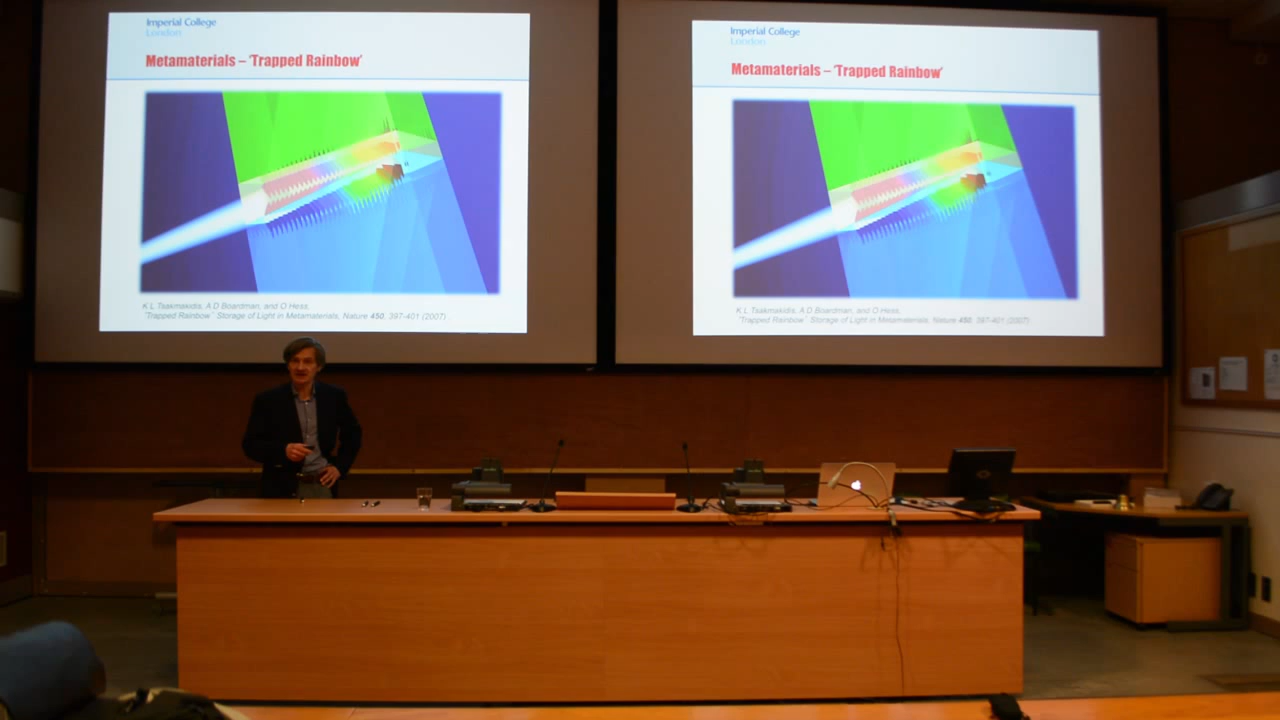 Imperial College
London
Metamaterials – 'Trapped Rainbow'
K L Tsakmakidis, A D Boardman, and O Hess,
"Trapped Rainbow" Storage of Light in Metamaterials, Nature 450, 397-401 (2007) .
Imperial College
London
Metamaterials – 'Trapped Rainbow'
K L Tsakmakidis, A D Boardman, and O Hess,
"Trapped Rainbow" Storage of Light in Metamaterials, Nature 450, 397-401 (2007)